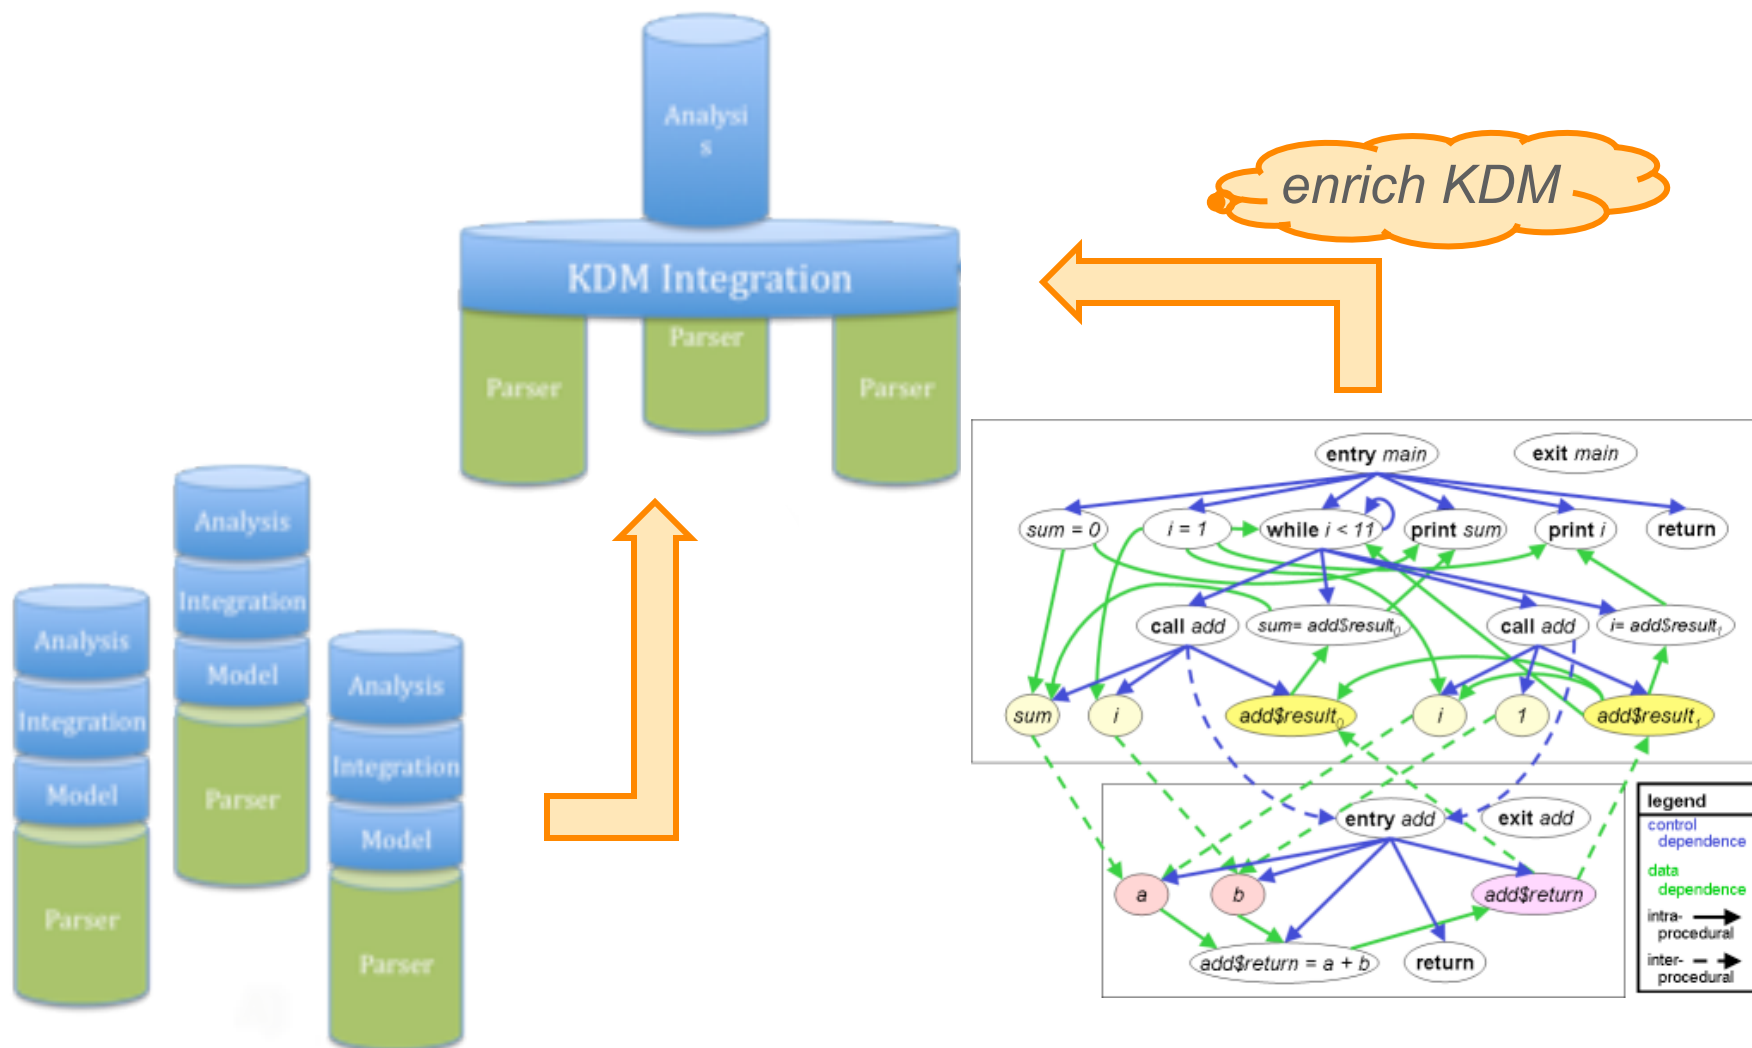 Analysi
s
enrich KDM
KDM Integration
Parser
Parser
Parser
Analysis
Integration
Model
Parser
Analysis
Integration
Model
Parser
Analysis
Integration
Model
Parser
entry main
exit main
sum = 0
i = 1
while i < 11
print sum
print i
return
call add
sum= add$result0
call add
i= add$result1
sum
i
add$result0
i
1
add$result1
entry add
exit add
a
b
add$return
add$return = a + b
return
legend
control
dependence
data
dependence
intra-
procedural
inter-
procedural